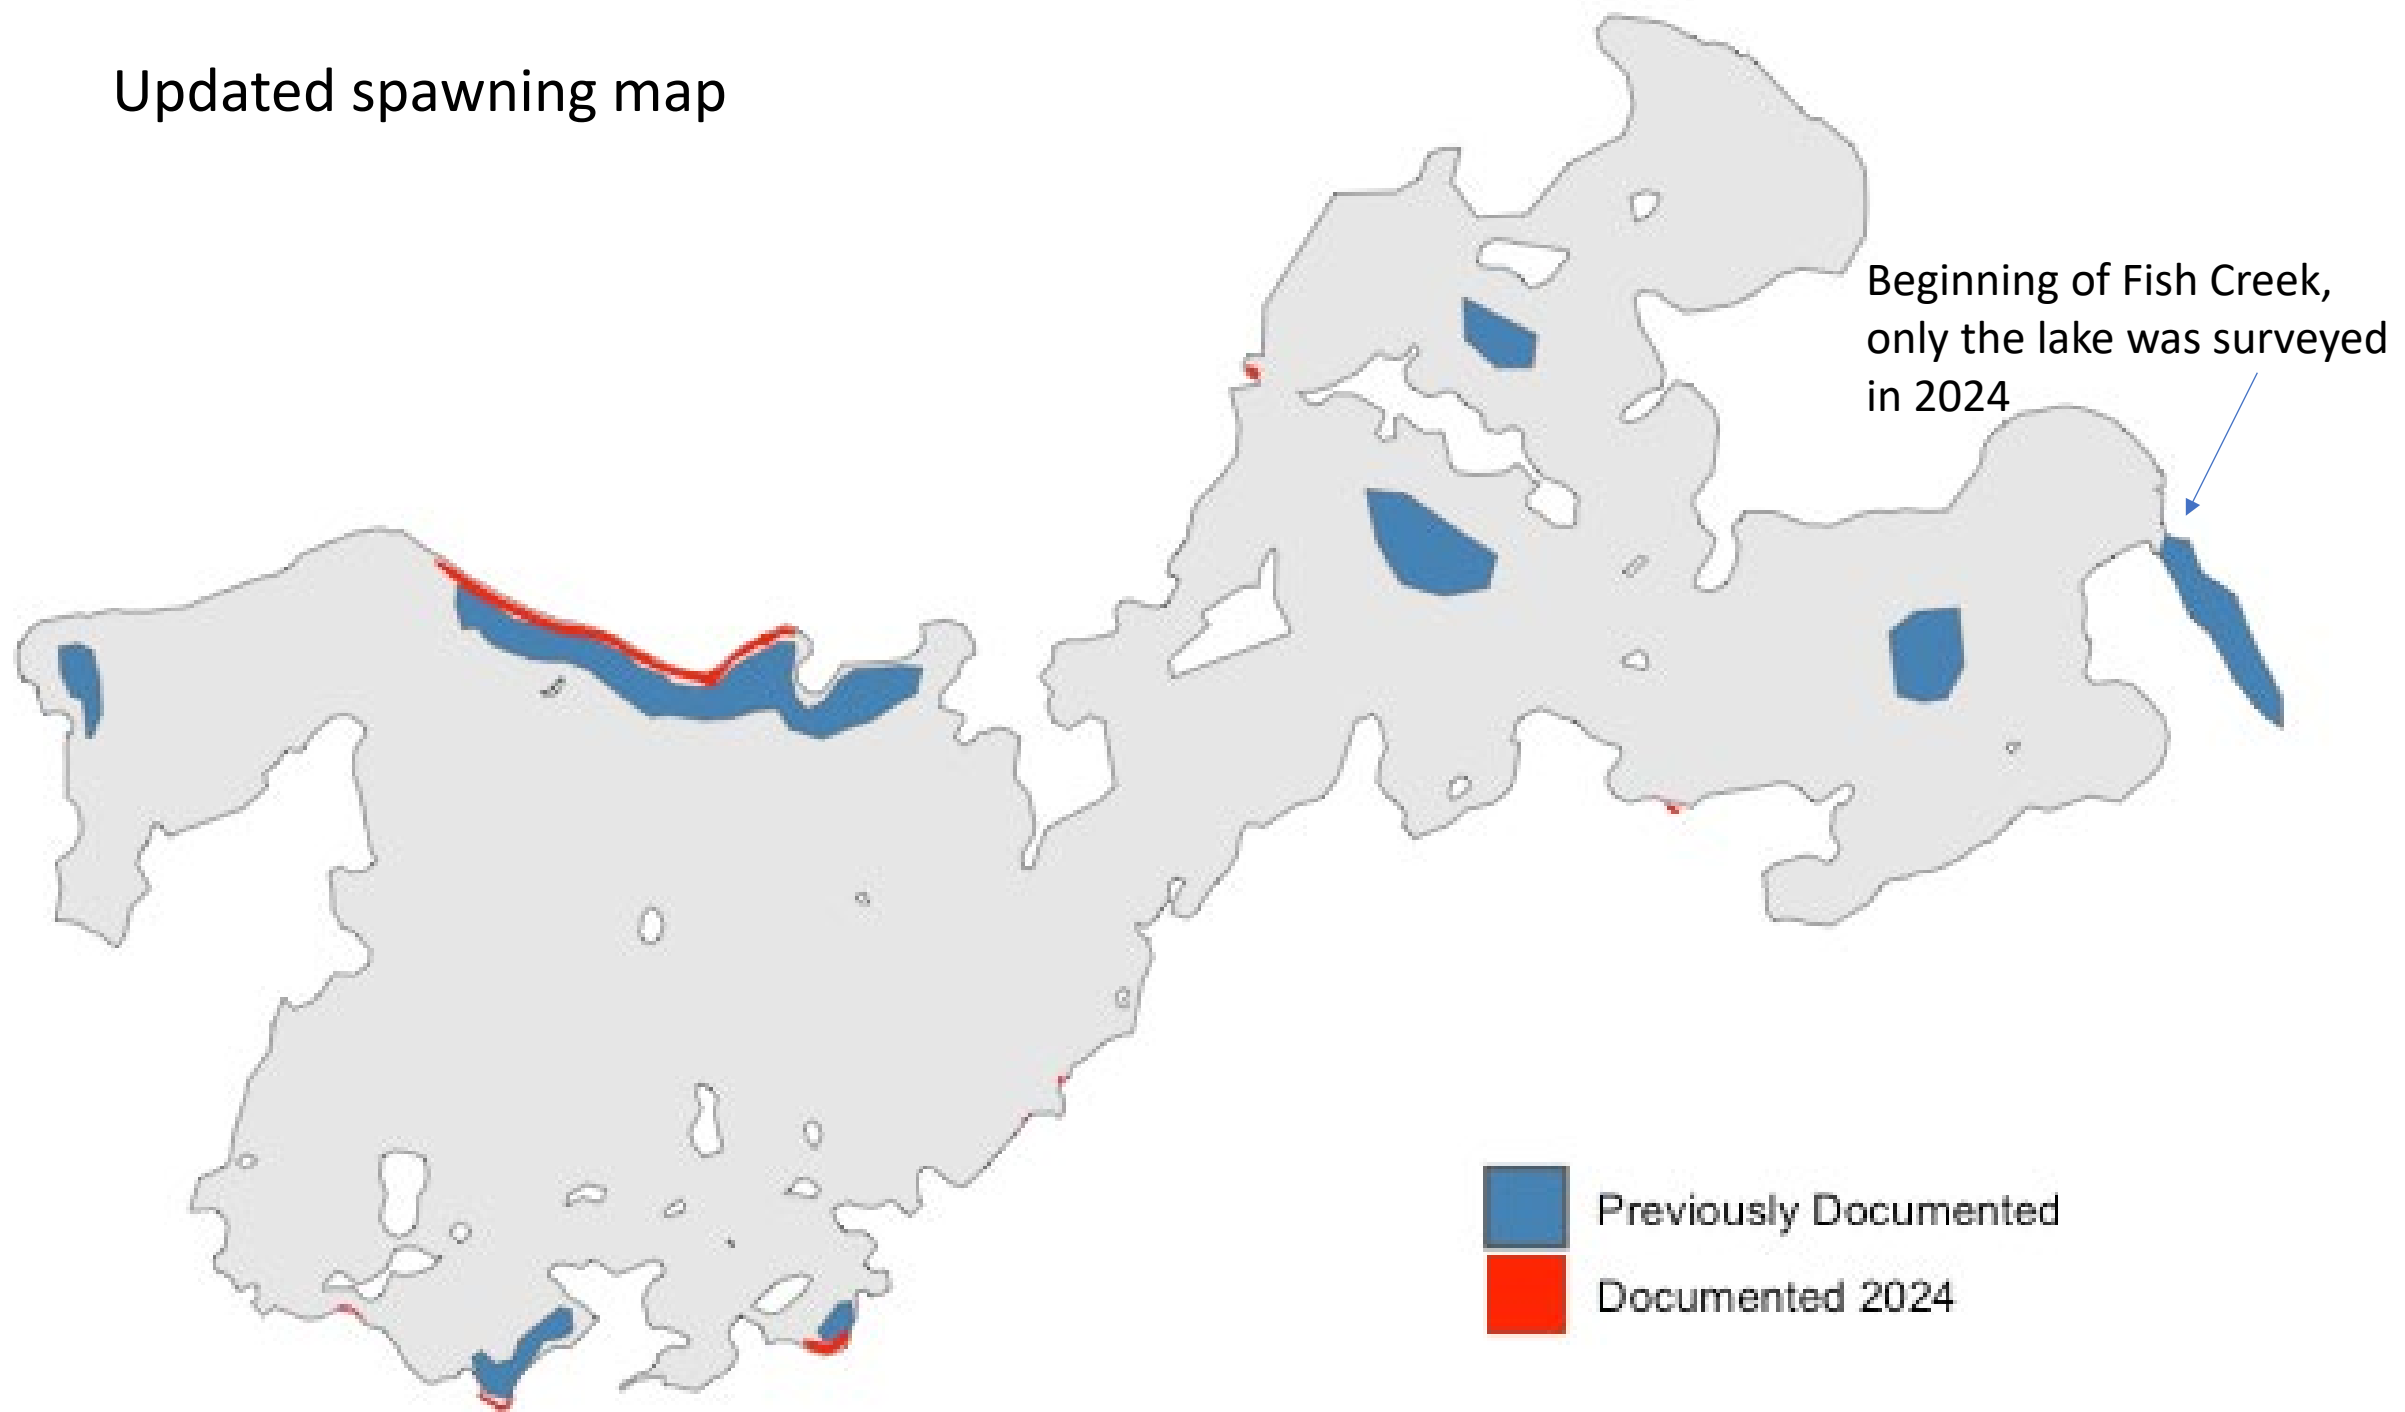 Updated spawning map
Beginning of Fish Creek,
only the lake was surveyed
in 2024
Previously Documented
Documented 2024